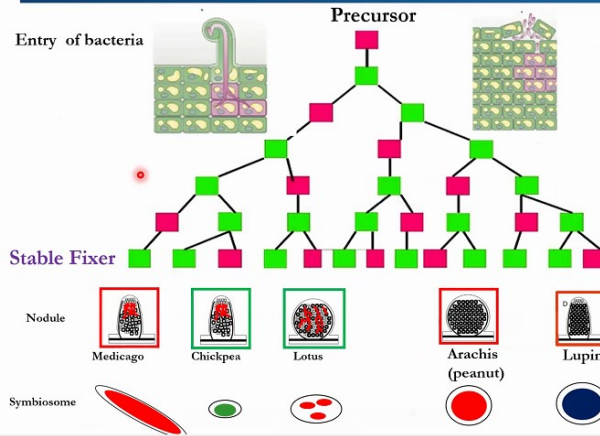 Precursor
Entry of bacteria
Stable Fixer
Nodule
D
Medicago
Chickpea
Lotus
Arachis
(peanut)
Lupin
Symbiosome